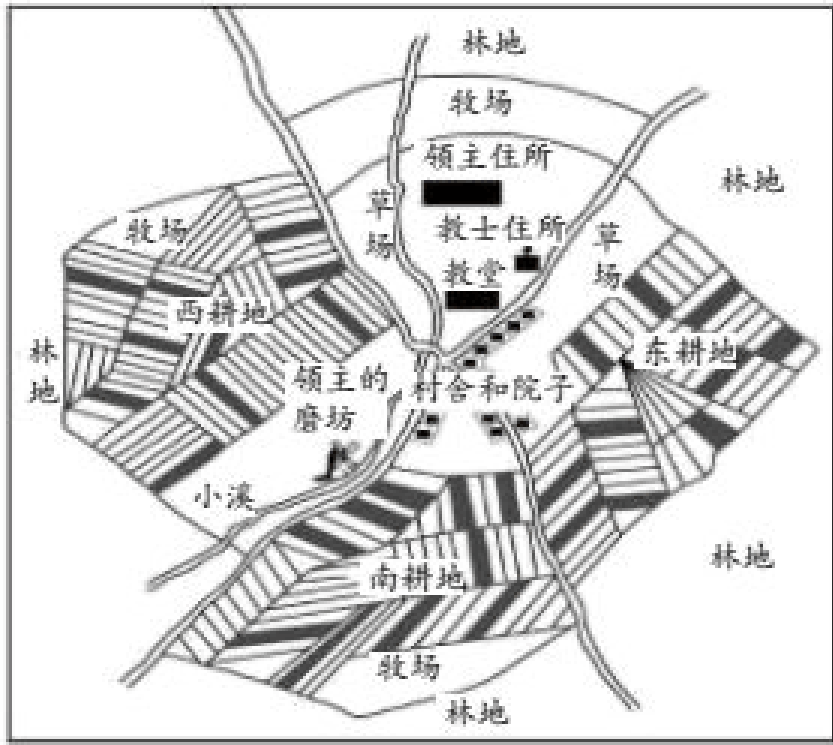 林地
牧场
领主住所
林地
草场
教士住所
草场
教堂
牧场
西耕地
林地
东耕地
领主的
磨坊
村舍和院子
小溪
林地
南耕地
牧场
林地